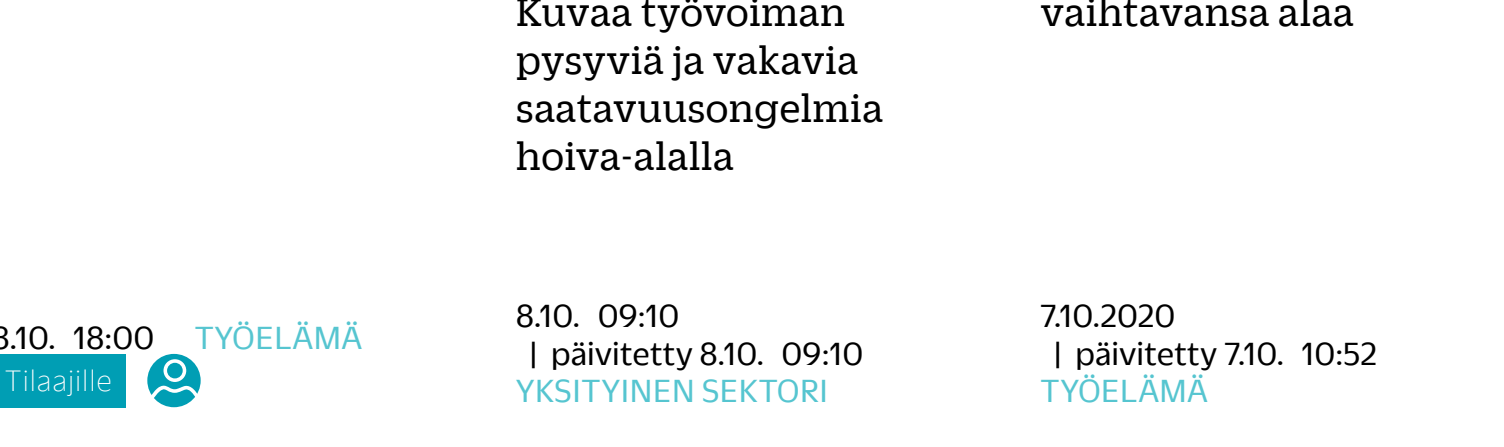 Kuvaa työvoiman
pysyviä ja vakavia
saatavuusongelmia
hoiva-alalla
vaihtavansa alaa
8.10. 18:00 TYÖELÄMÄ
Tilaajille
8.10. 09:10
| päivitetty 8.10. 09:10
YKSITYINEN SEKTORI
7.10.2020
| päivitetty 7.10. 10:52
TYÖELÄMÄ